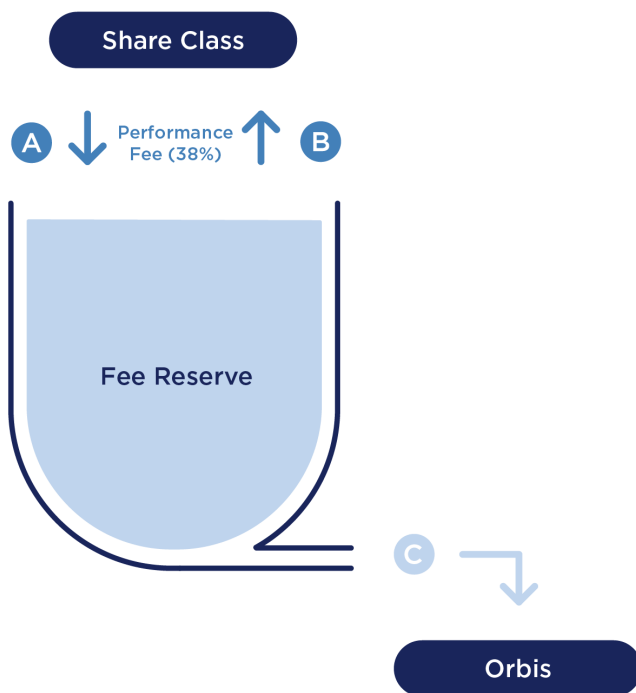 Share Class
A
Performance
Fee (38%)
B
Fee Reserve
C
Orbis